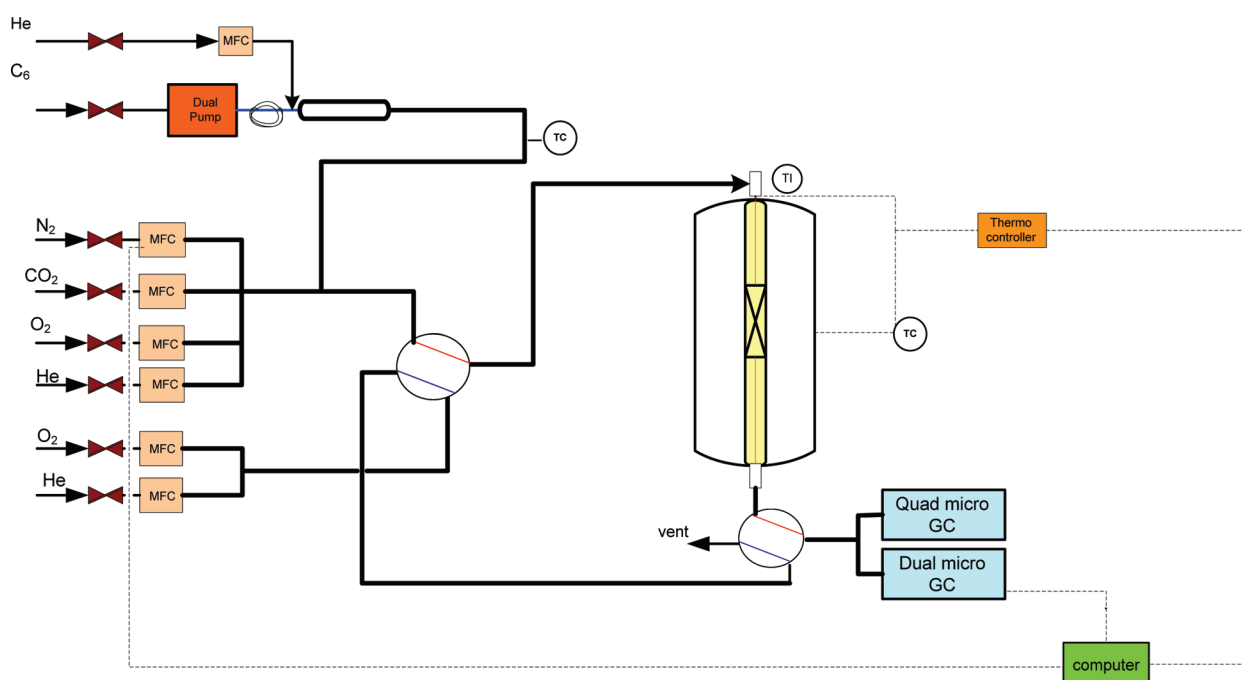 He
MFC
C₆
Dual
Pump
TC
TI
N₂
MFC
Thermo
controller
CO₂
MFC
O₂
MFC
TC
He
MFC
O₂
MFC
He
MFC
Quad micro
GC
vent
Dual micro
GC
computer